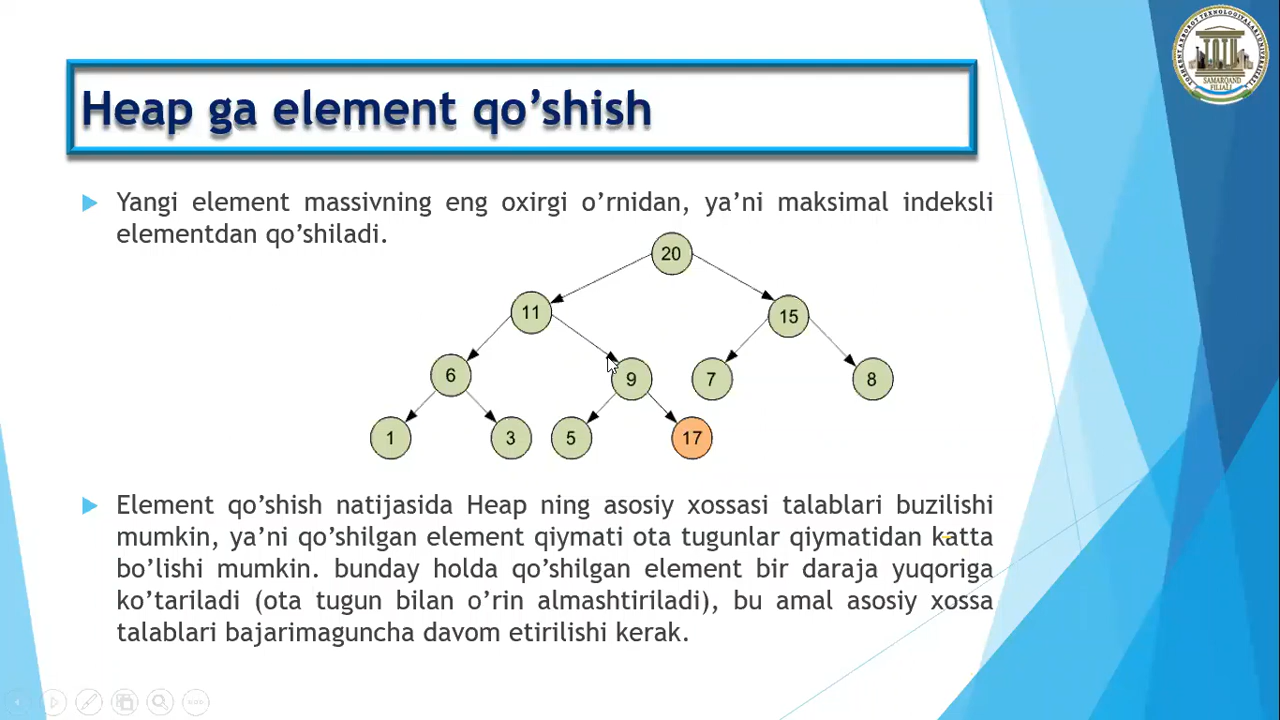 Heap ga element qo’shish
Yangi element massivning eng oxirgi o’rnidan, ya’ni maksimal indeksli
elementdan qo’shiladi.
20
11
15
6
9
7
8
1
3
5
17
Element qo’shish natijasida Heap ning asosiy xossasi talablari buzilishi
mumkin, ya’ni qo’shilgan element qiymati ota tugunlar qiymatidan katta
bo’lishi mumkin. bunday holda qo’shilgan element bir daraja yuqoriga
ko’tariladi (ota tugun bilan o’rin almashtiriladi), bu amal asosiy xossa
talablari bajarimaguncha davom etirilishi kerak.
SAMARQAND
FILIALI